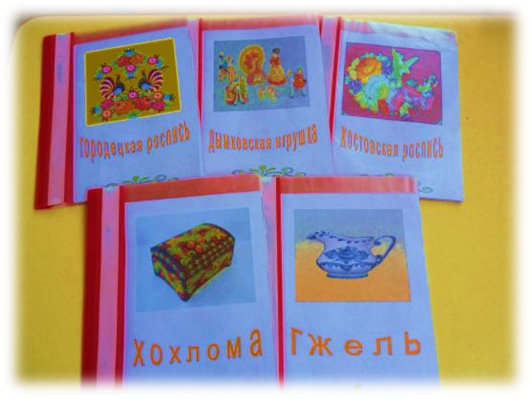 Городецкая роспись
Дымковская игрушка
Жостовская роспись
Хохлома
Гжель